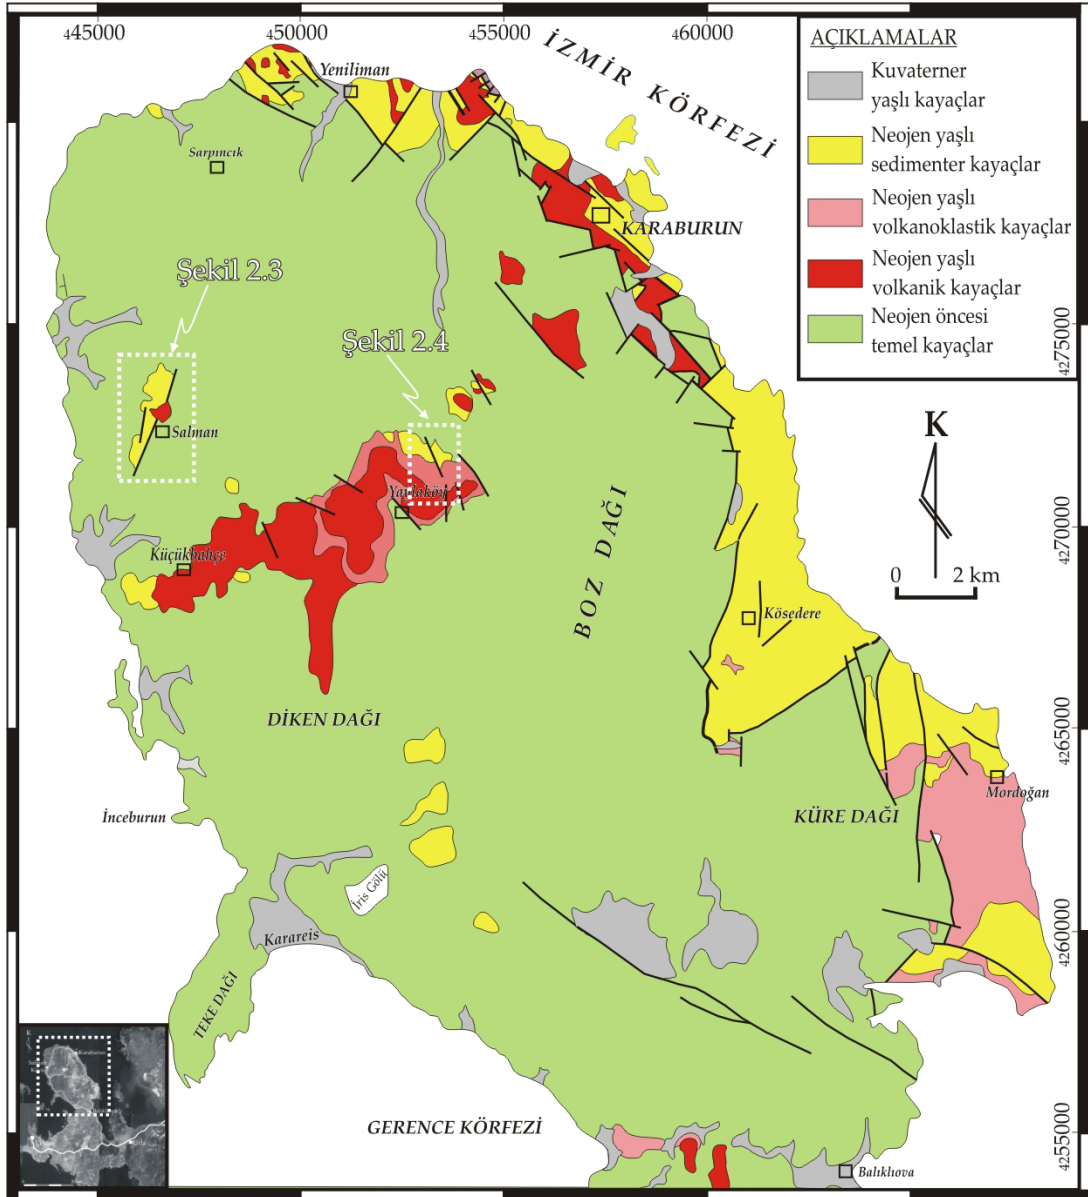 445000
450000
455000
460000
İZMİR KÖRFEZİ
AÇIKLAMALAR
Kuvaterner
yaşlı kayaçlar
Neojen yaşlı
sedimenter kayaçlar
Neojen yaşlı
volkanoklastik kayaçlar
Neojen yaşlı
volkanik kayaçlar
Neojen öncesi
temel kayaçlar
Yeniliman
Sarpıncık
KARABURUN
Şekil 2.3
Şekil 2.4
4275000
Salman
K
Yaylaköy
4270000
Küçükbahçe
BOZ DAĞI
0 2 km
Kösedere
DİKEN DAĞI
4265000
Mordoğan
İnceburun
KÜRE DAĞI
İris Gölü
Karareis
4260000
TEKE DAĞI
GERENCE KÖRFEZİ
4255000
Balıklıova